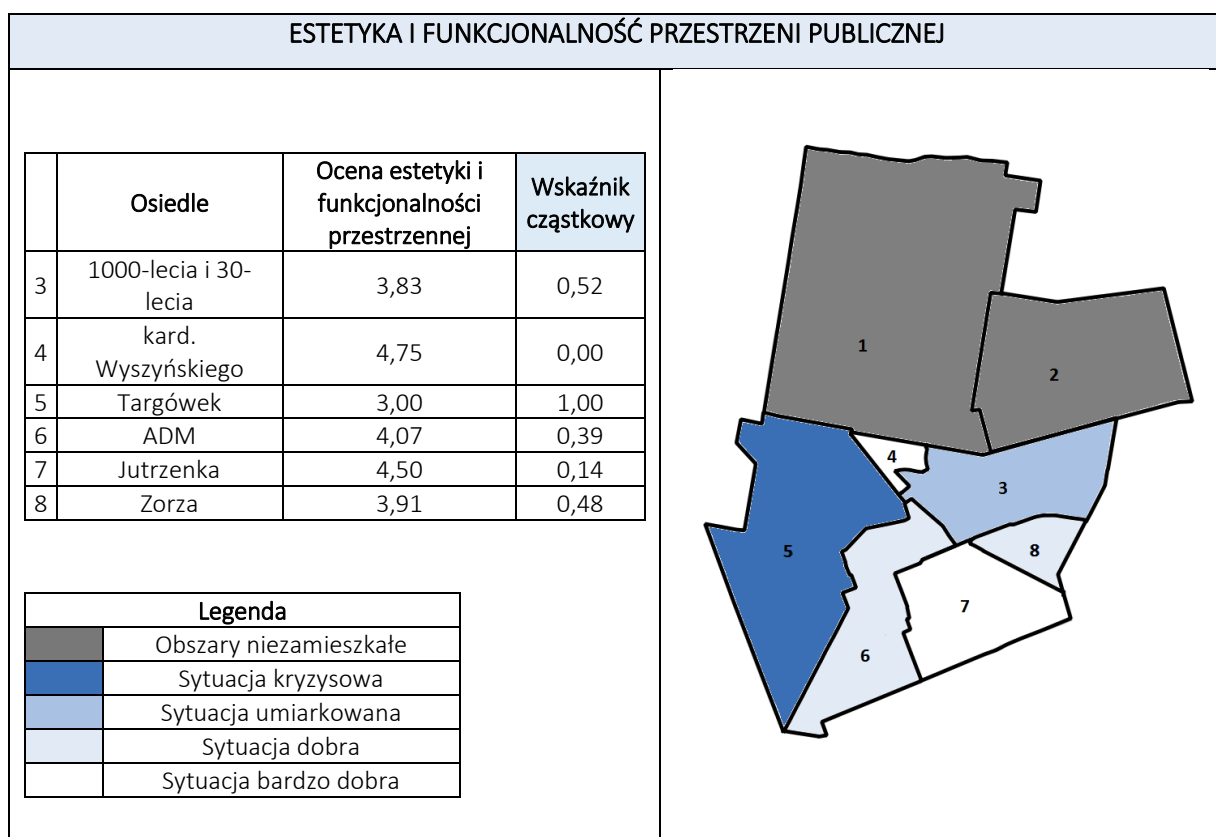 ESTETYKA I FUNKCJONALNOŚĆ PRZESTRZENI PUBLICZNEJ
Osiedle
Ocena estetyki i
funkcjonalności
przestrzennej
Wskaźnik
cząstkowy
3 1000-lecia i 30-
lecia 3,83 0,52
4 kard.
Wyszyńskiego 4,75 0,00
5 Targówek 3,00 1,00
6 ADM 4,07 0,39
7 Jutrzenka 4,50 0,14
8 Zorza 3,91 0,48
Legenda
Obszary niezamieszkałe
Sytuacja kryzysowa
Sytuacja umiarkowana
Sytuacja dobra
Sytuacja bardzo dobra
1
2
4
3
5
8
7
6